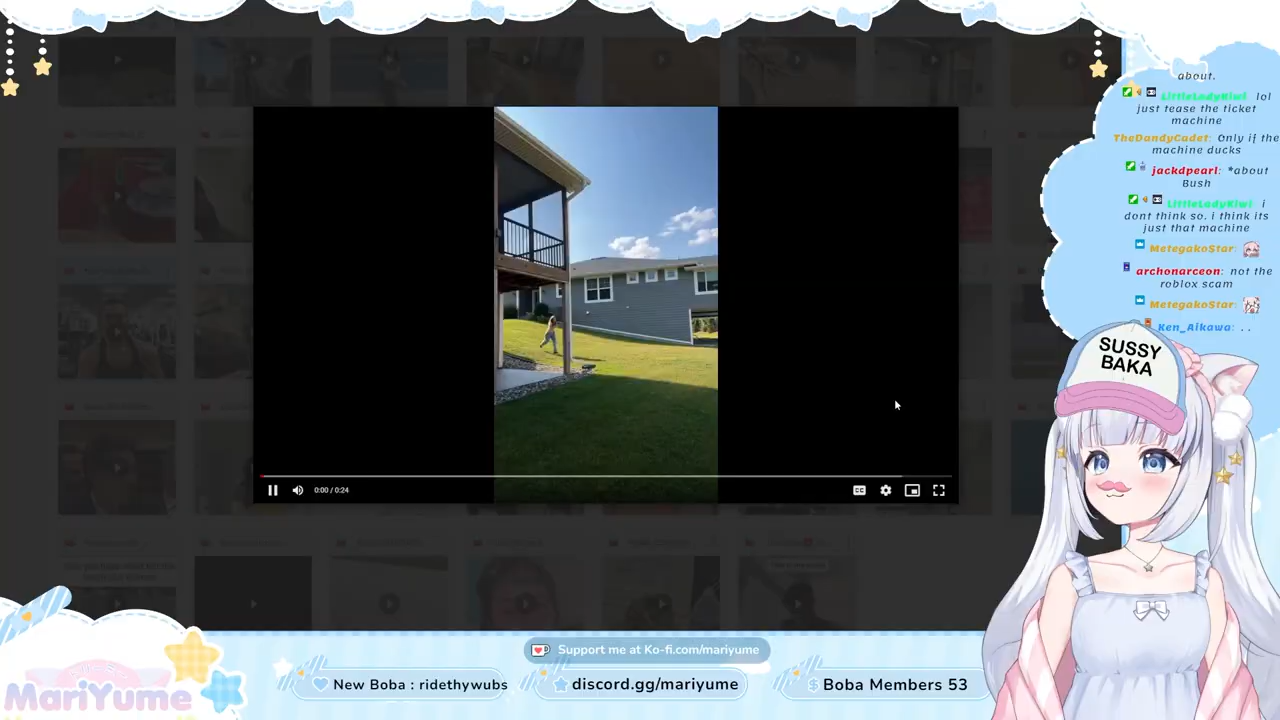 about.
LittleLadyKiwi lol
just tease the ticket
machine
TheDandyCadet: Only if the
machine ducks
jackdpearl: *about
Bush
LittleLadyKiwi i
dont think so. i think its
just that machine
MetegakoStar:
archonarceon: not the
roblox scam
MetegakoStar:
Ken_Aikawa: . .
SUSSY
BAKA
0:00 / 0:24
CC
Support me at Ko-fi.com/mariyume
New Boba : ridethywubs
discord.gg/mariyume
$ Boba Members 53
MariYume